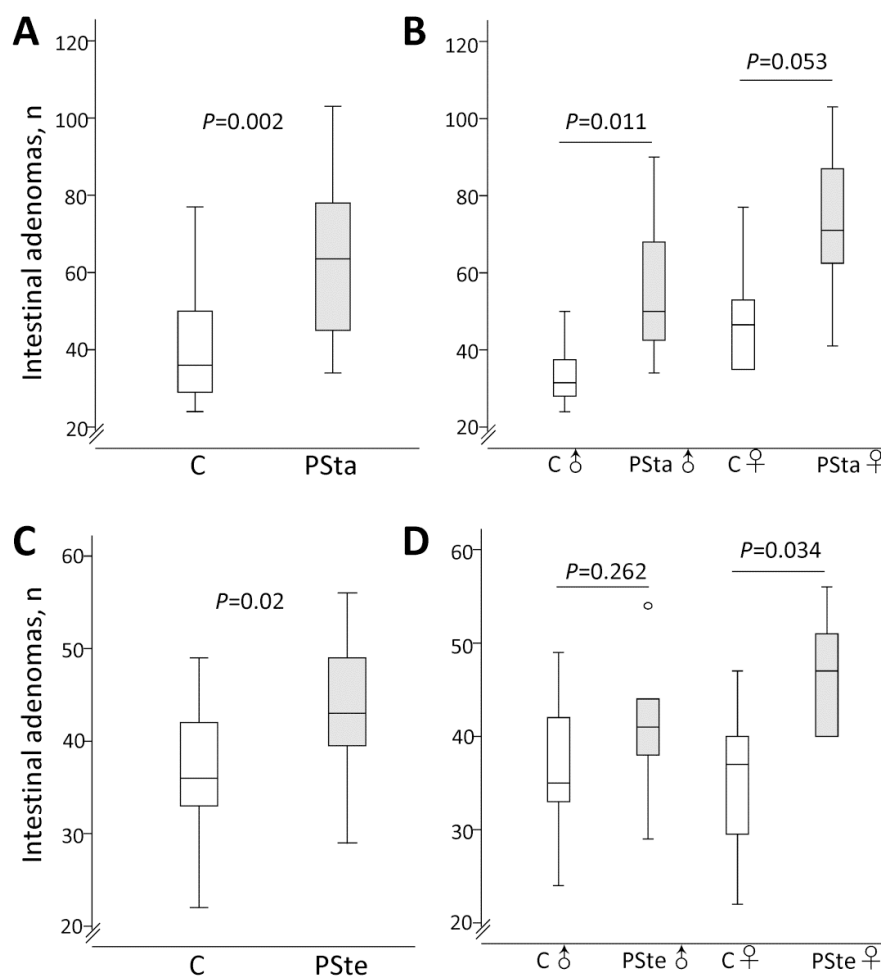 A
Intestinal adenomas, n
120
100
80
60
40
20
P=0.002
C PSta
B
120
100
80
60
40
20
P=0.011
P=0.053
C ♂ PSta ♂ C ♀ PSta ♀
C
Intestinal adenomas, n
60
50
40
30
20
P=0.02
C PSte
D
60
50
40
30
20
P=0.262
P=0.034
C ♂ PSte ♂ C ♀ PSte ♀